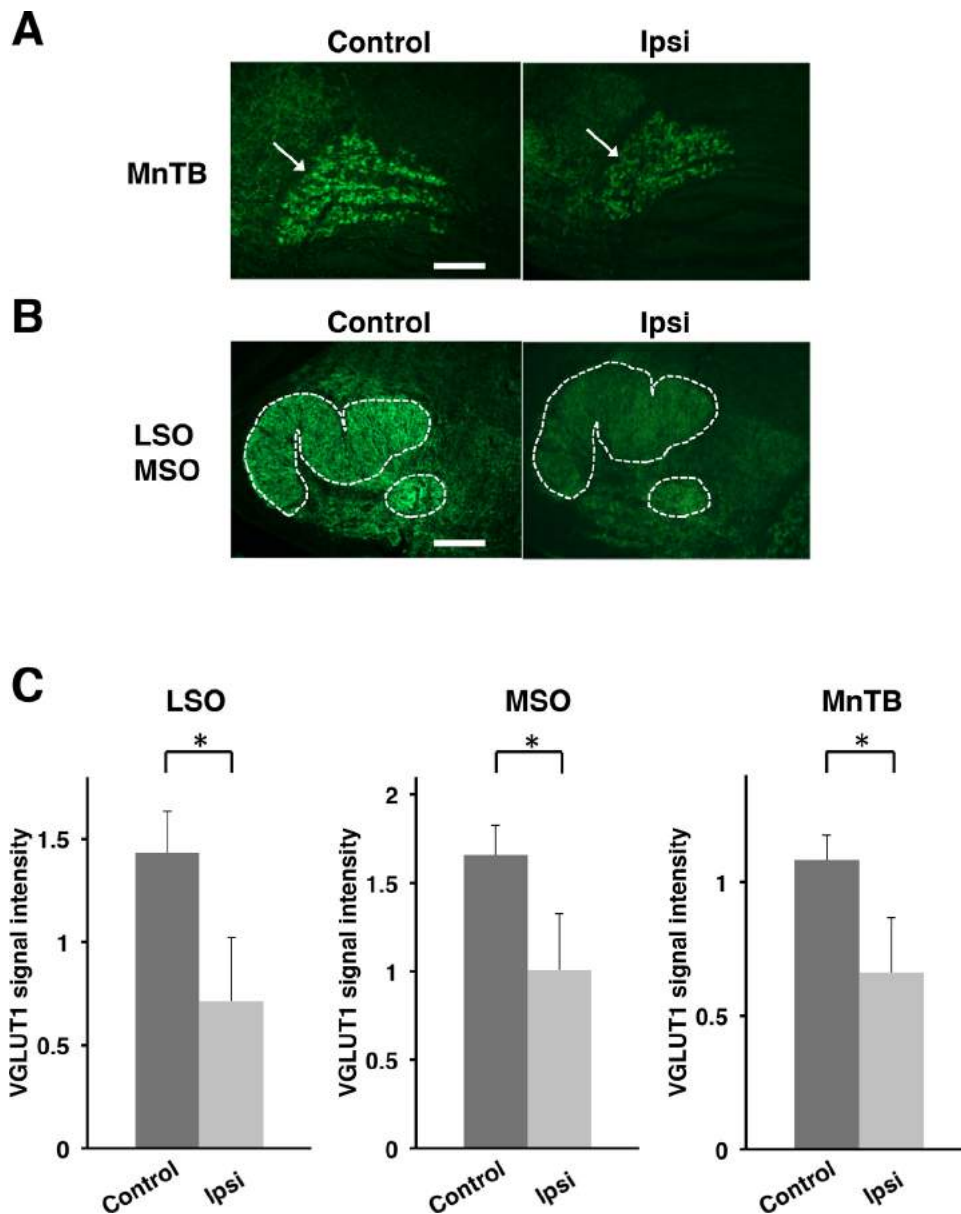 A
Control
Ipsi
MnTB
B
Control
Ipsi
LSO
MSO
C
LSO
MSO
MnTB
*
*
*
VGLUT1 signal intensity
1.5
1
0.5
0
Control
Ipsi
VGLUT1 signal intensity
2
1.5
1
0.5
0
Control
Ipsi
VGLUT1 signal intensity
1
0.5
0
Control
Ipsi